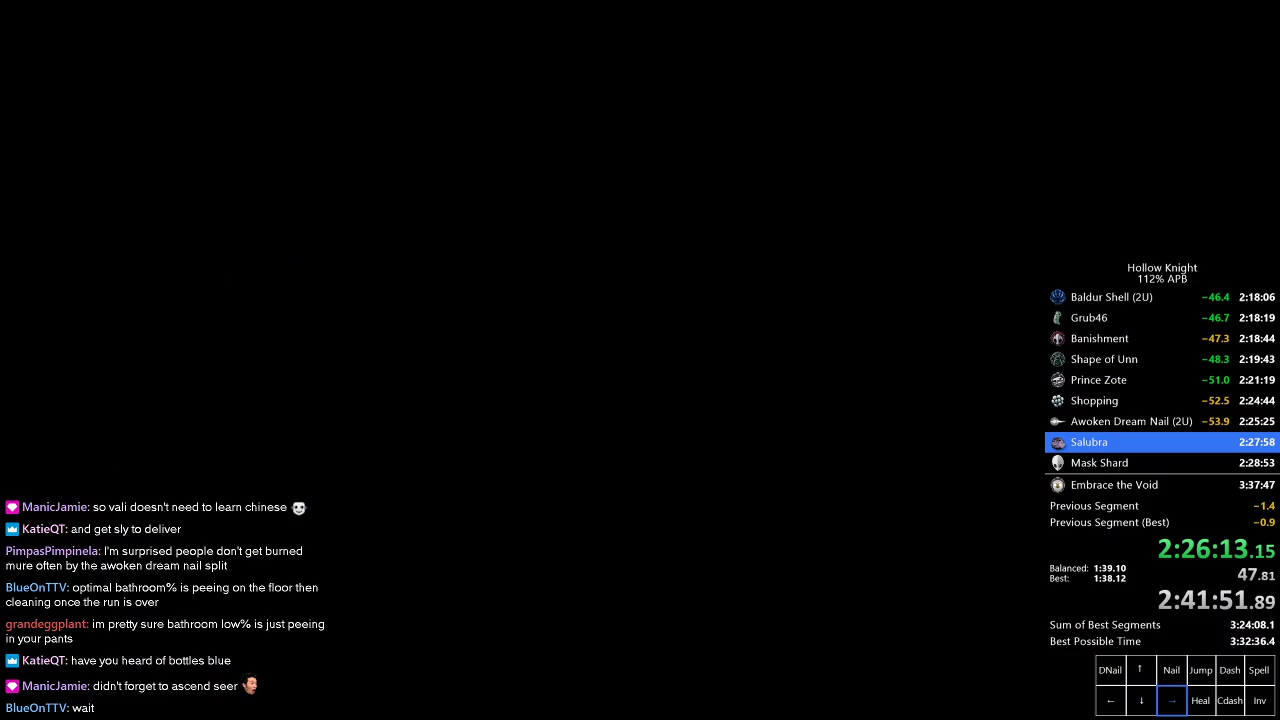 Hollow Knight
112% APB
Baldur Shell (2U) −46.4 2:18:06
Grub46 −46.7 2:18:19
Banishment −47.3 2:18:44
Shape of Unn −48.3 2:19:43
Prince Zote −51.0 2:21:19
Shopping −52.5 2:24:44
Awoken Dream Nail (2U) −53.9 2:25:25
Salubra 2:27:58
Mask Shard 2:28:53
Embrace the Void 3:37:47
Previous Segment −1.4
Previous Segment (Best) −0.9
2:26:13.15
Balanced: 1:39.10
Best: 1:38.12
47.81
2:41:51.89
Sum of Best Segments 3:24:08.1
Best Possible Time 3:32:36.4
DNail ↑ Nail Jump Dash Spell
← ↓ → Heal Cdash Inv
ManicJamie: so vali doesn't need to learn chinese
KatieQT: and get sly to deliver
PimpasPimpinela: I'm surprised people don't get burned
mure often by the awoken dream nail split
BlueOnTTV: optimal bathroom% is peeing on the floor then
cleaning once the run is over
grandeggplant: im pretty sure bathroom low% is just peeing
in your pants
KatieQT: have you heard of bottles blue
ManicJamie: didn't forget to ascend seer
BlueOnTTV: wait